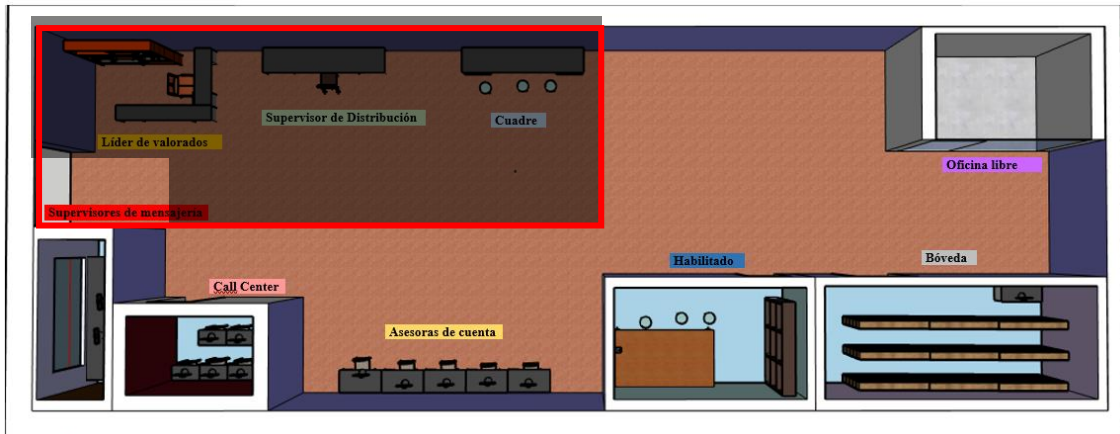 Supervisor de Distribución
Cuadre
Líder de valorados
Oficina libre
Supervisores de mensajería
Habilitado
Bóveda
Call Center
Asesoras de cuenta